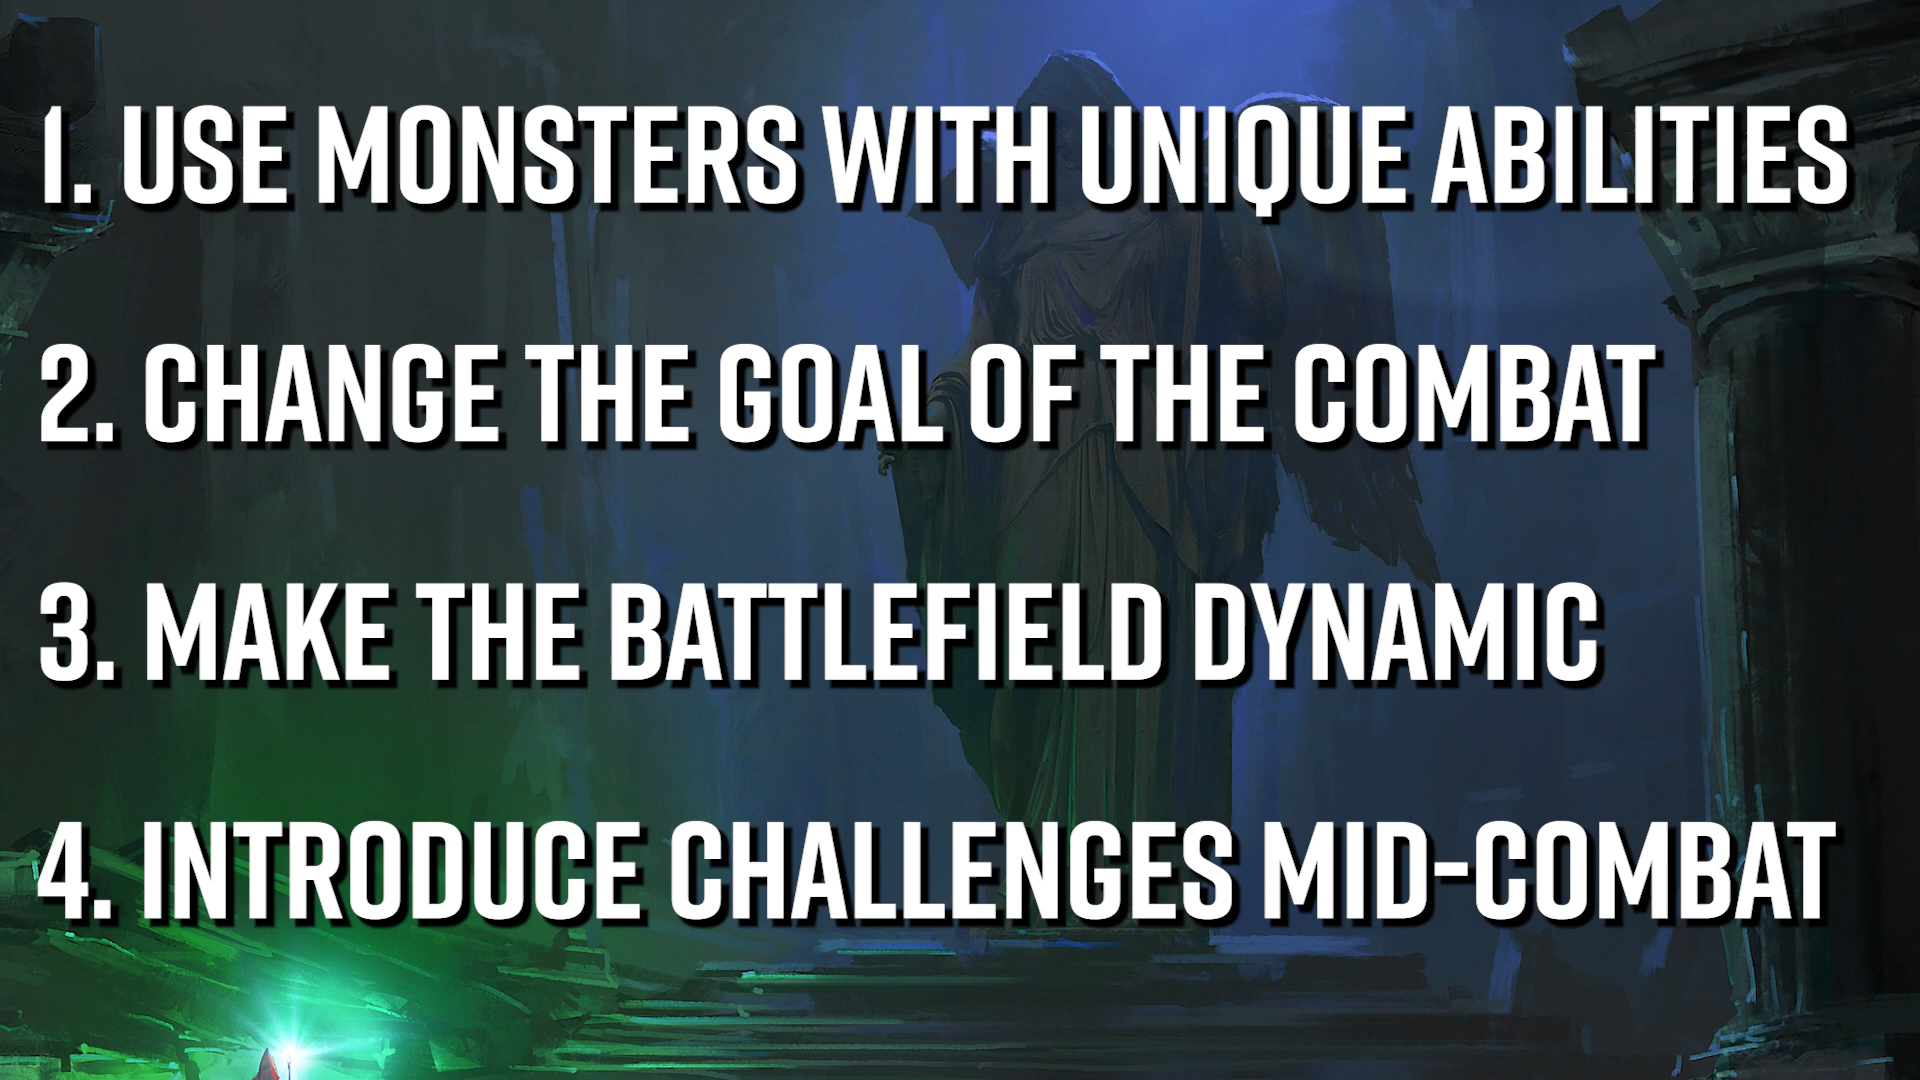 1. USE MONSTERS WITH UNIQUE ABILITIES
2. CHANGE THE GOAL OF THE COMBAT
3. MAKE THE BATTLEFIELD DYNAMIC
4. INTRODUCE CHALLENGES MID-COMBAT